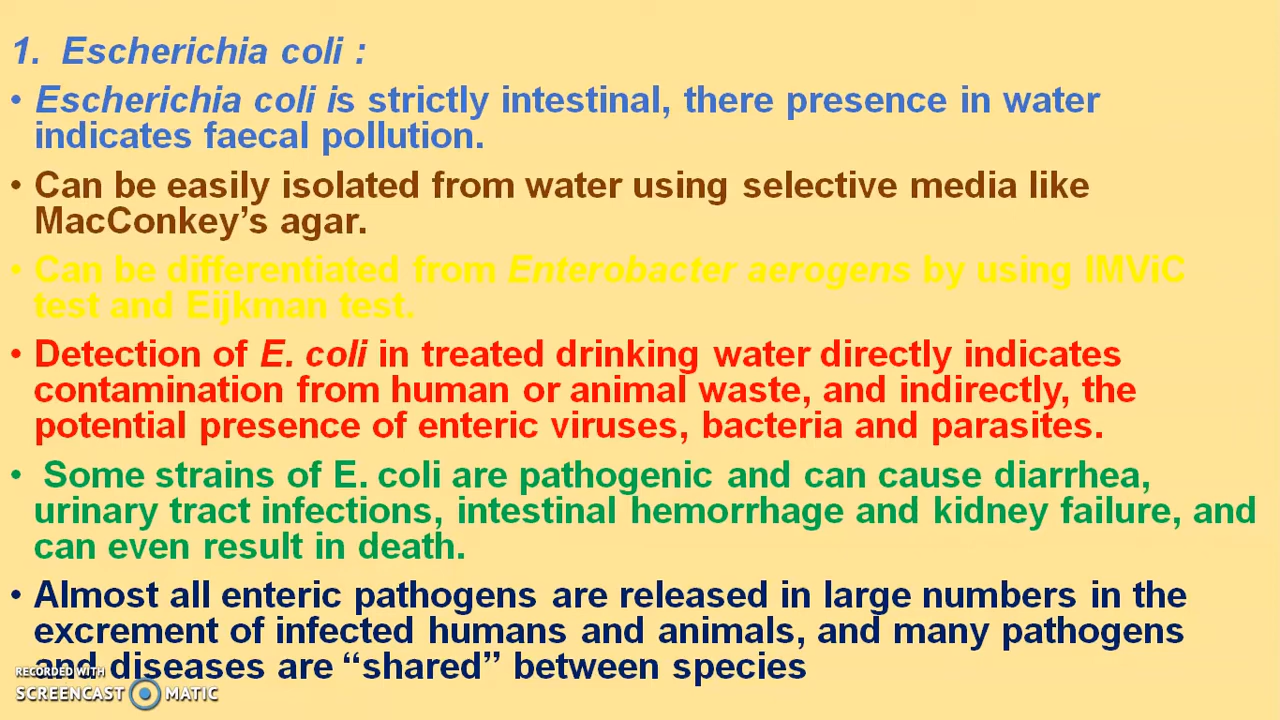 1. Escherichia coli :
• Escherichia coli is strictly intestinal, there presence in water
indicates faecal pollution.
• Can be easily isolated from water using selective media like
MacConkey’s agar.
• Can be differentiated from Enterobacter aerogens by using IMViC
test and Eijkman test.
• Detection of E. coli in treated drinking water directly indicates
contamination from human or animal waste, and indirectly, the
potential presence of enteric viruses, bacteria and parasites.
• Some strains of E. coli are pathogenic and can cause diarrhea,
urinary tract infections, intestinal hemorrhage and kidney failure, and
can even result in death.
• Almost all enteric pathogens are released in large numbers in the
excrement of infected humans and animals, and many pathogens
and diseases are “shared” between species
RECORDED WITH
SCREENCAST MATIC